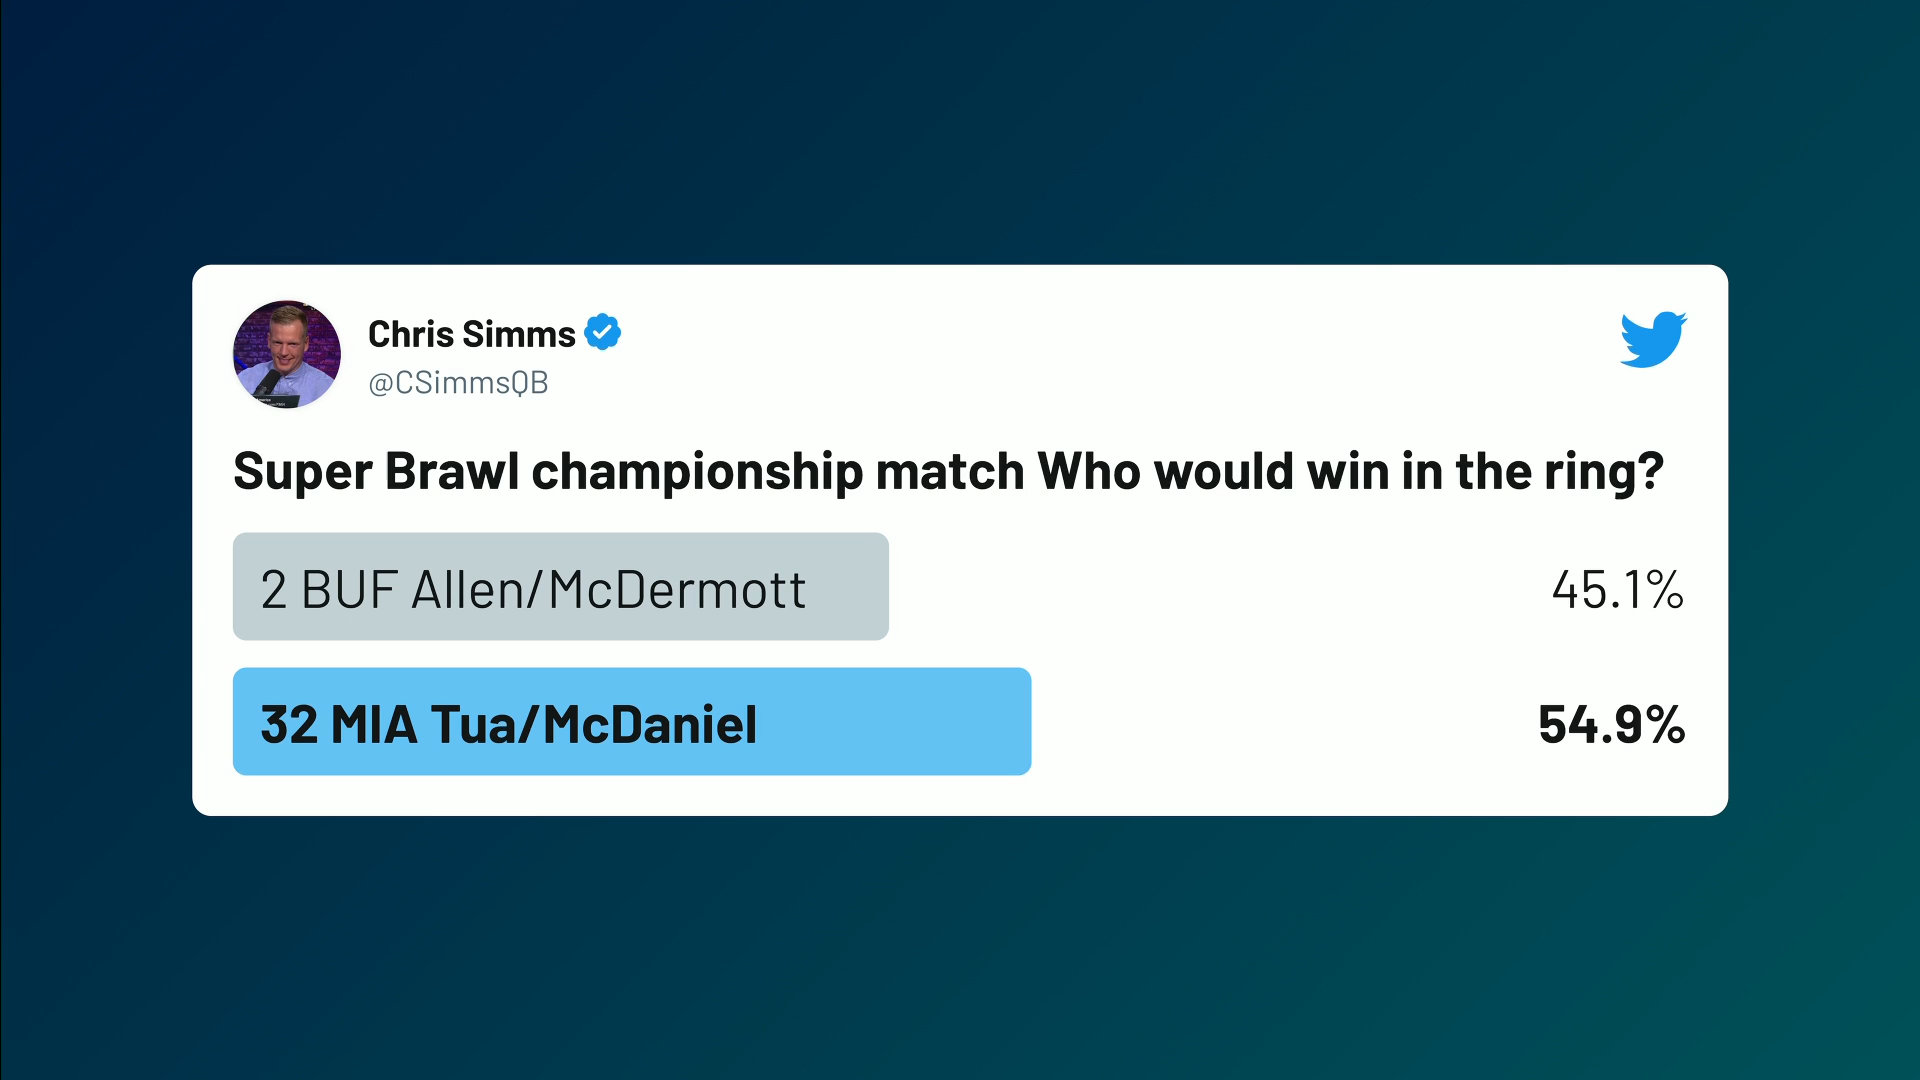 Chris Simms
@CSimmsQB
Super Brawl championship match Who would win in the ring?
2 BUF Allen/McDermott 45.1%
32 MIA Tua/McDaniel 54.9%